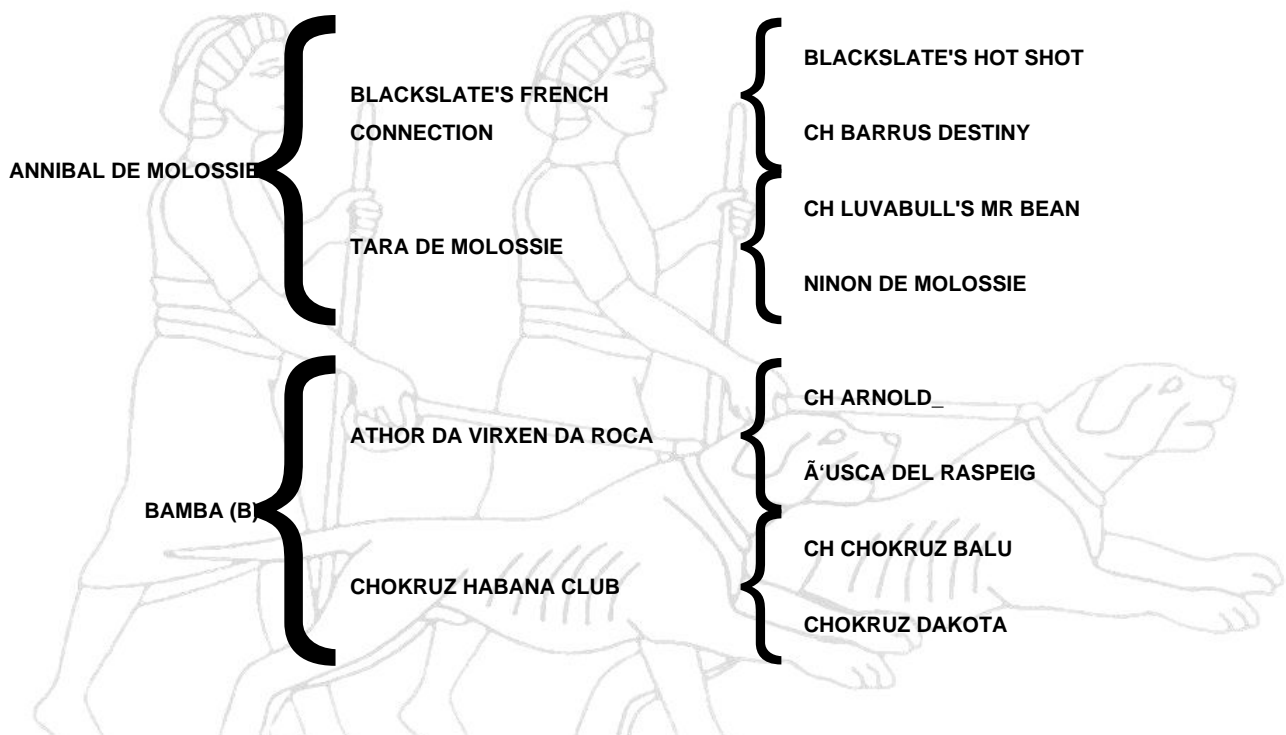 BLACKSLATE'S HOT SHOT
BLACKSLATE'S FRENCH
CONNECTION
CH BARRUS DESTINY
ANNIBAL DE MOLOSSIE
CH LUVABULL'S MR BEAN
TARA DE MOLOSSIE
NINON DE MOLOSSIE
CH ARNOLD_
ATHOR DA VIRXEN DA ROCA
Ã‘USCA DEL RASPEIG
BAMBA (B)
CH CHOKRUZ BALU
CHOKRUZ HABANA CLUB
CHOKRUZ DAKOTA